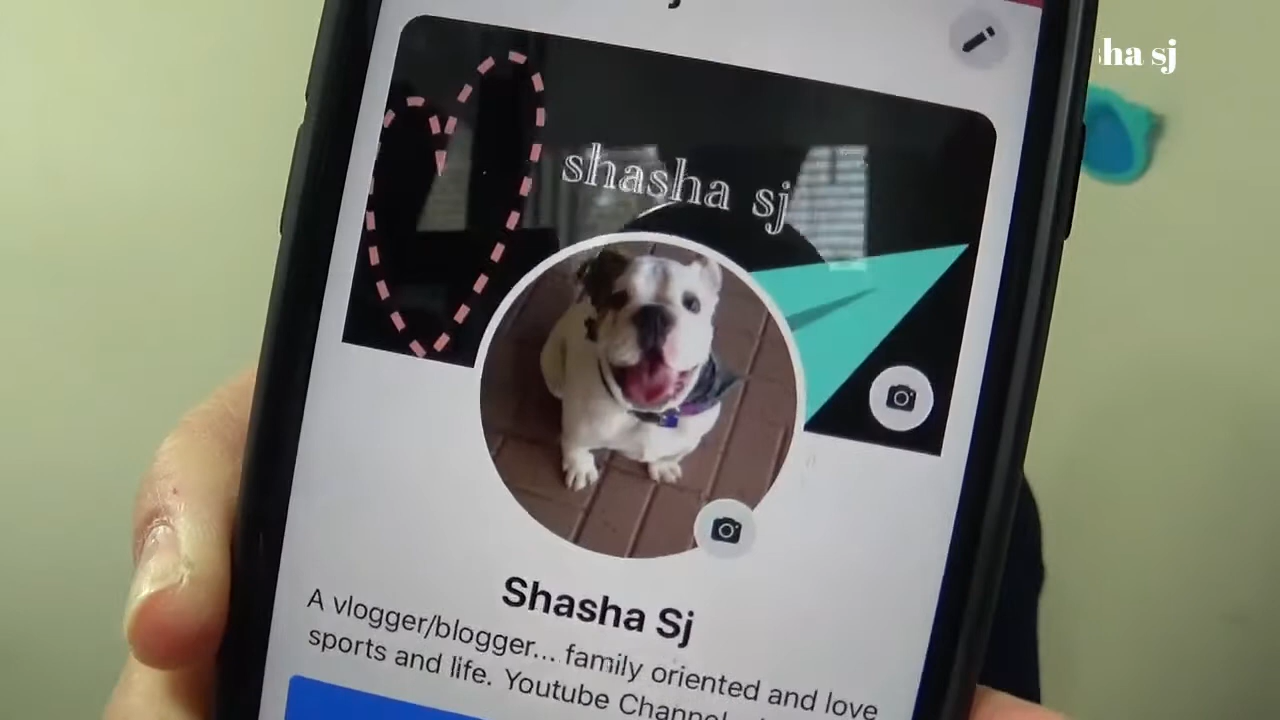 sha sj
shasha sj
Shasha Sj
A vlogger/blogger... family oriented and love
sports and life. Youtube Channel